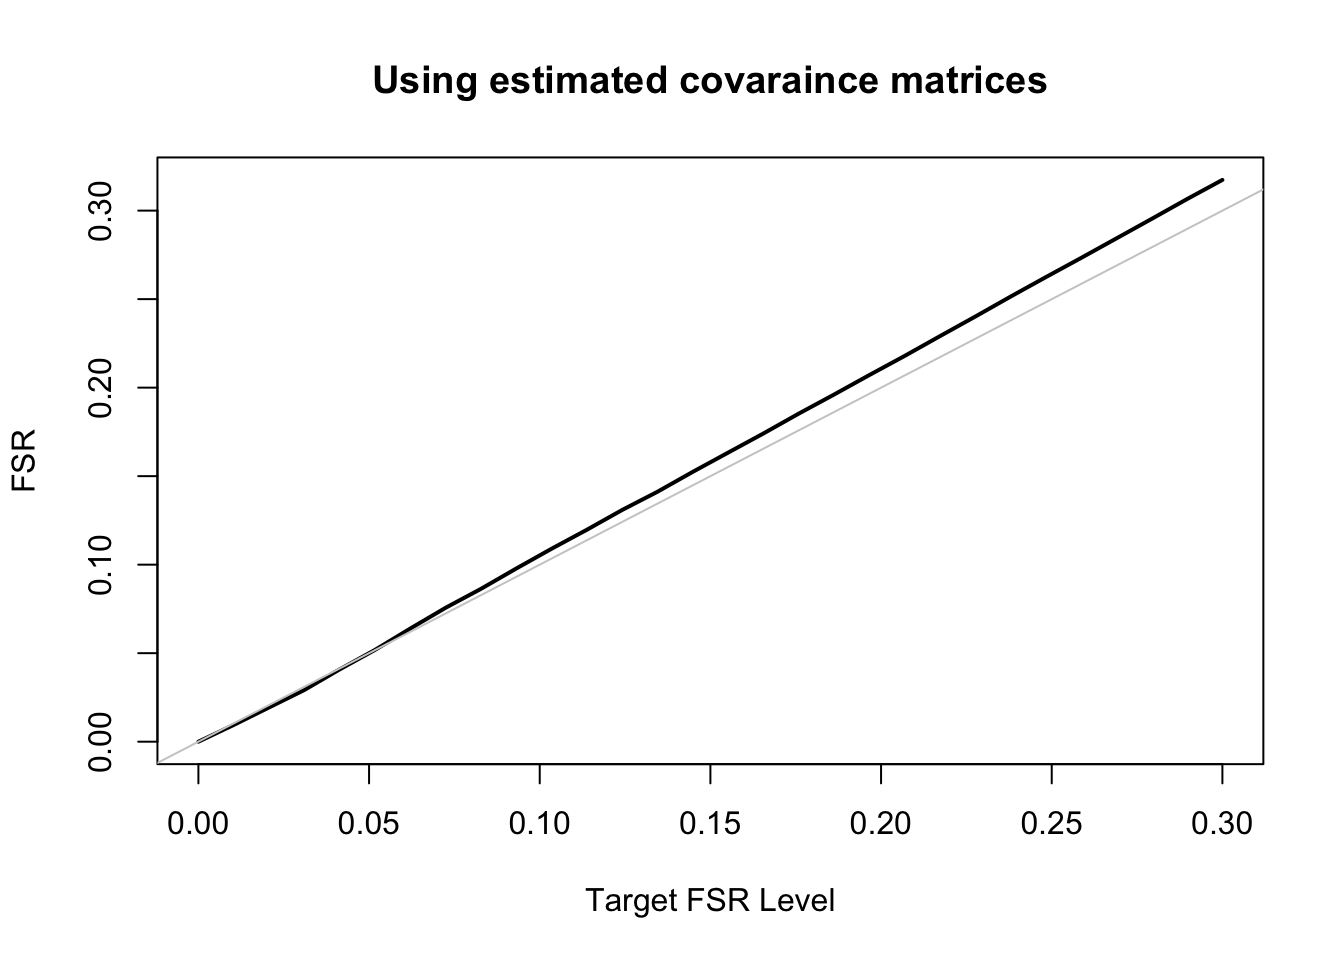 Using estimated covaraince matrices
0.30
0.20
0.10
0.00
FSR
0.00 0.05 0.10 0.15 0.20 0.25 0.30
Target FSR Level